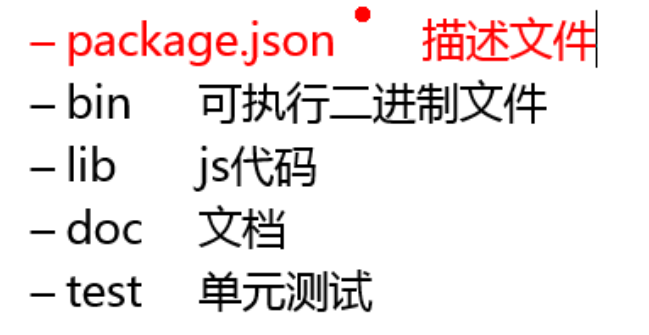 – package.json 描述文件
– bin 可执行二进制文件
– lib js代码
– doc 文档
– test 单元测试